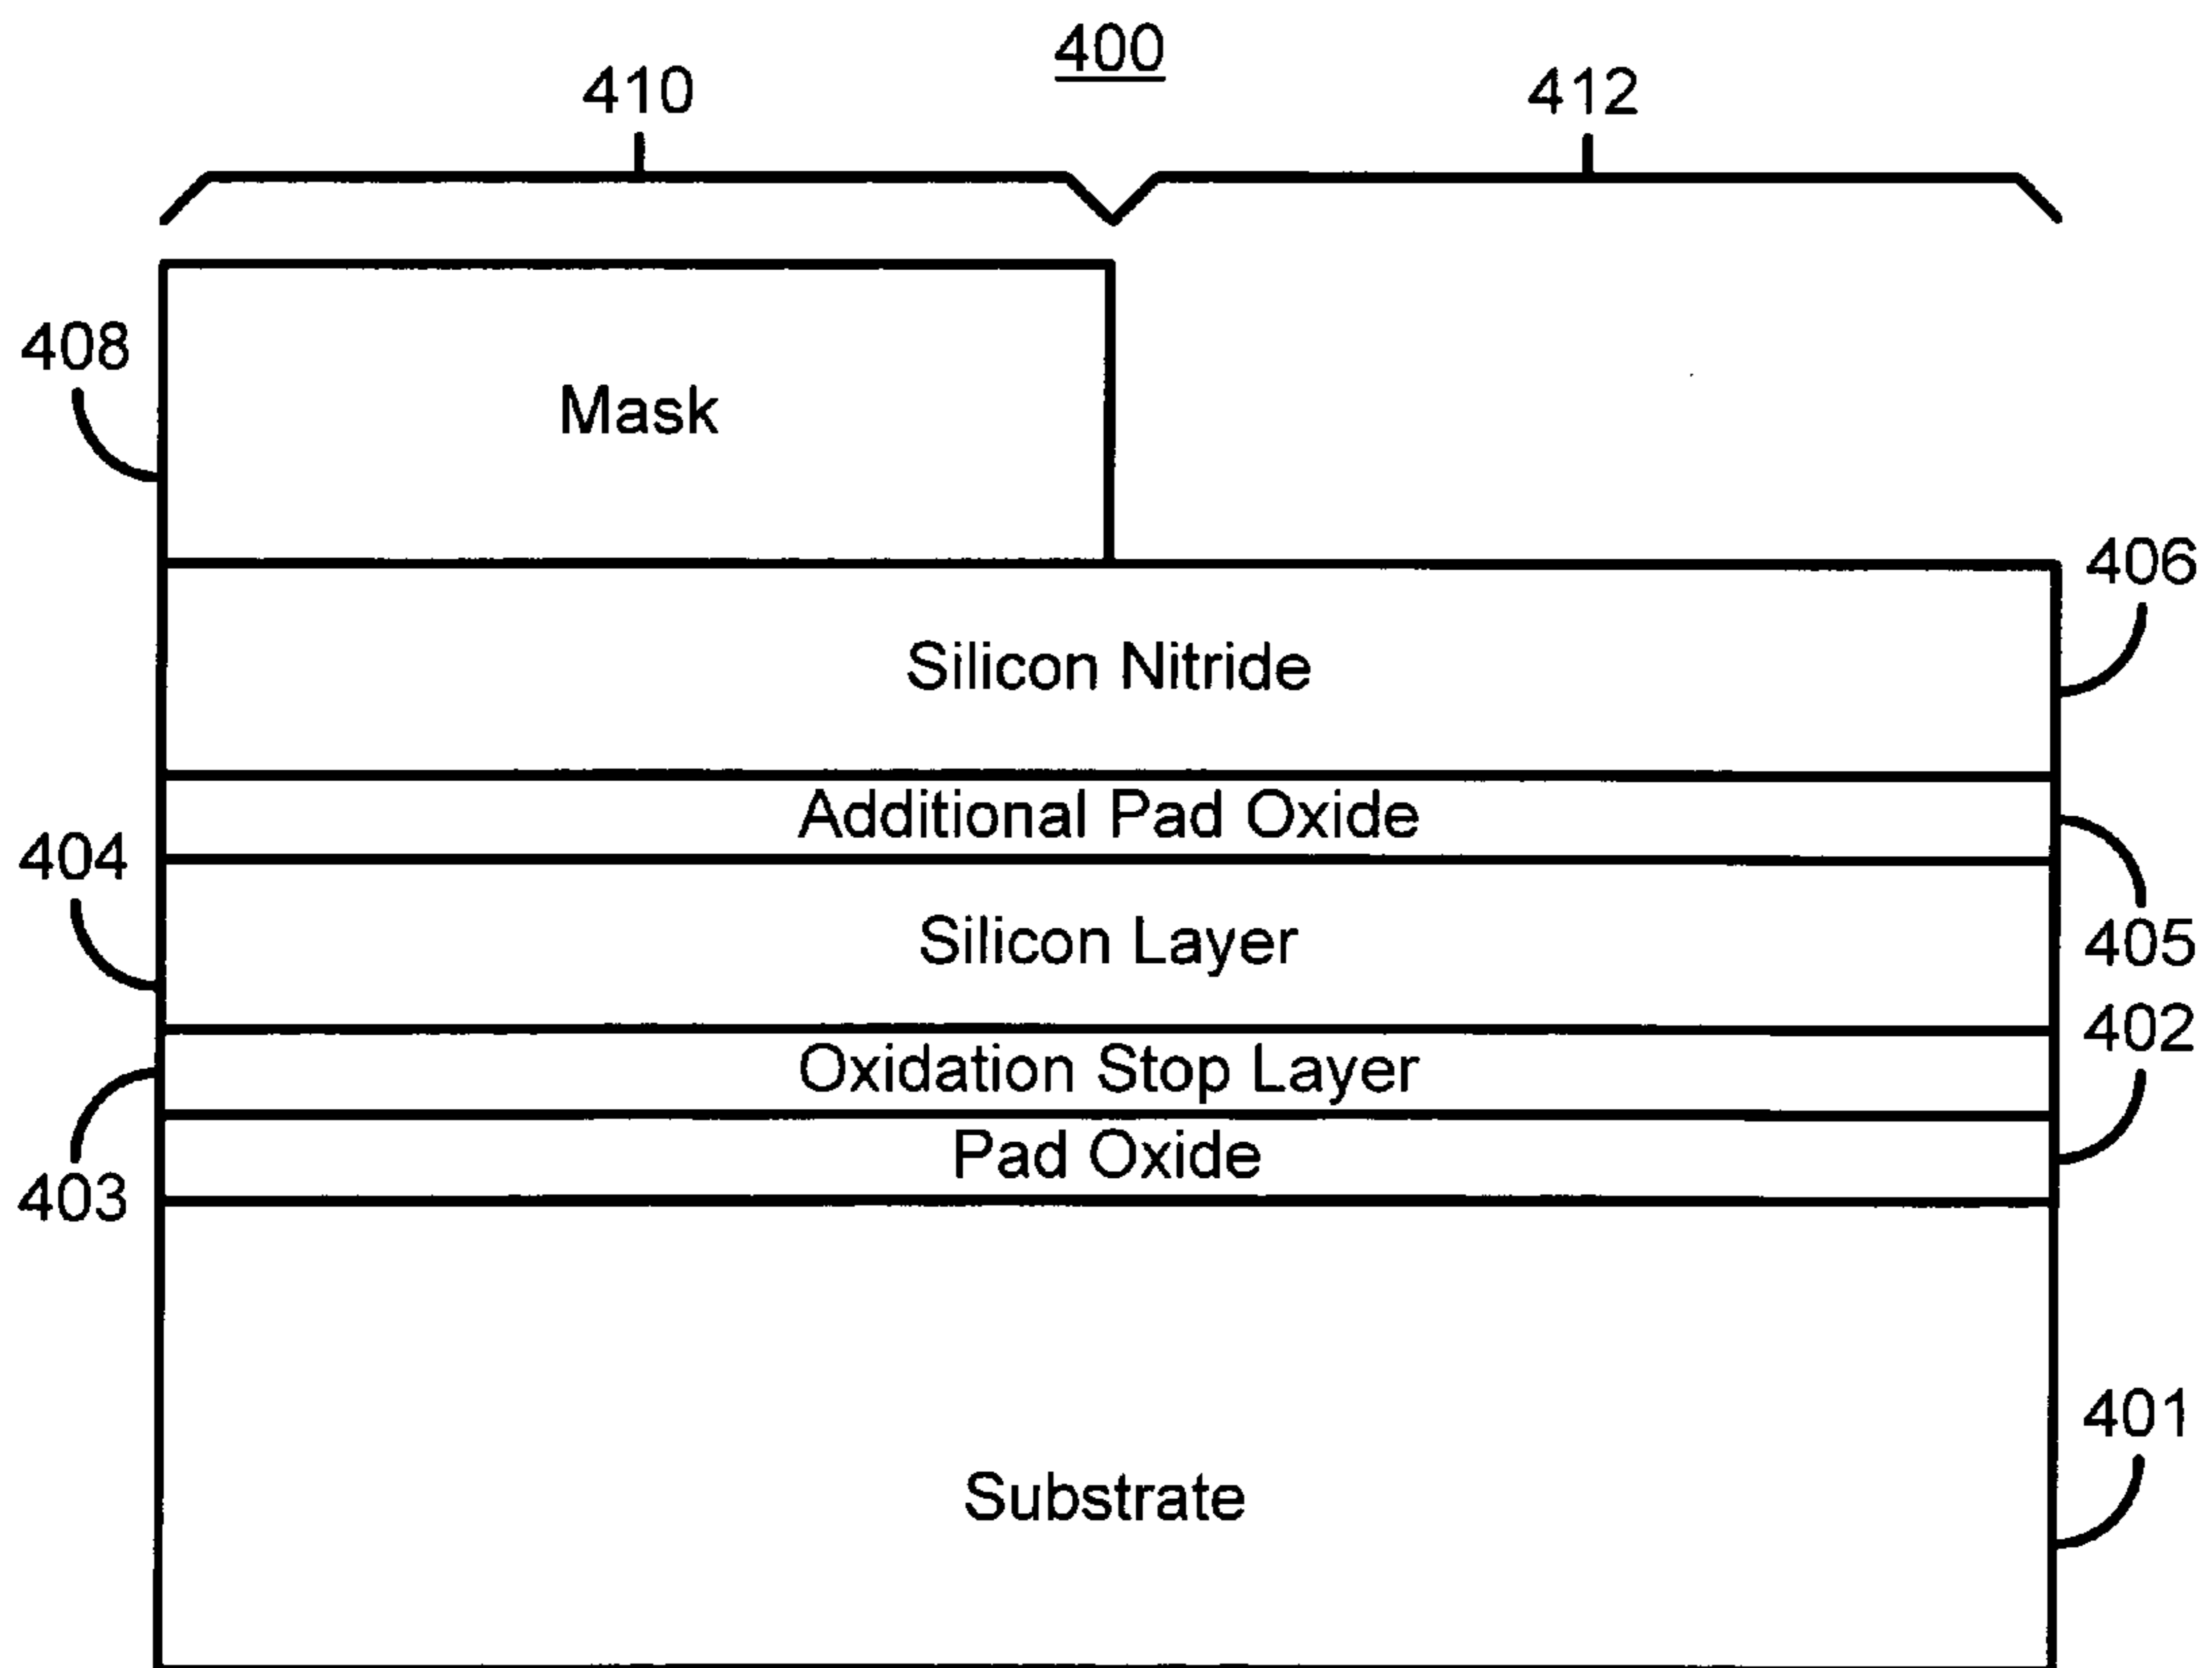 400
410
412
408
Mask
406
Silicon Nitride
Additional Pad Oxide
404
Silicon Layer
405
402
Oxidation Stop Layer
Pad Oxide
403
401
Substrate